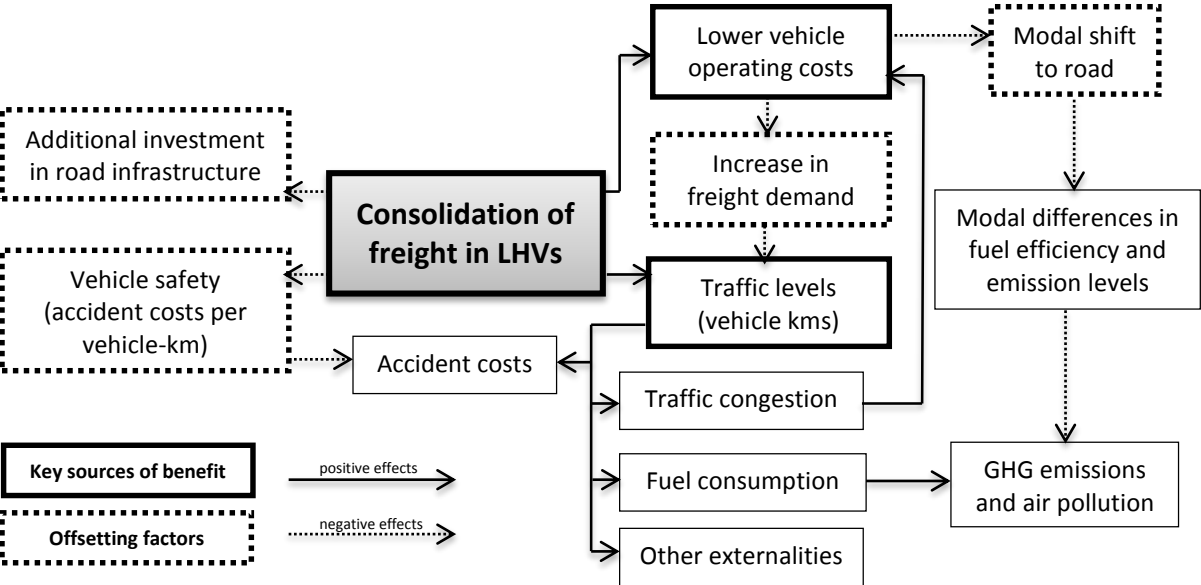 Lower vehicle
operating costs
Modal shift
to road
Additional investment
in road infrastructure
Increase in
freight demand
Consolidation of
freight in LHVs
Modal differences in
fuel efficiency and
emission levels
Vehicle safety
(accident costs per
vehicle-km)
Traffic levels
(vehicle kms)
Accident costs
Traffic congestion
Key sources of benefit
positive effects
Fuel consumption
GHG emissions
and air pollution
Offsetting factors
negative effects
Other externalities